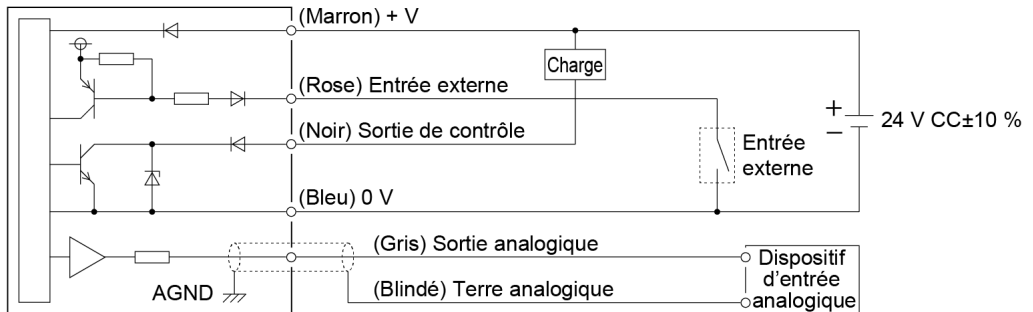 (Marron) + V
Charge
(Rose) Entrée externe
(Noir) Sortie de contrôle
+
−
24 V CC±10 %
Entrée
externe
(Bleu) 0 V
(Gris) Sortie analogique
AGND
(Blindé) Terre analogique
Dispositif
d'entrée
analogique